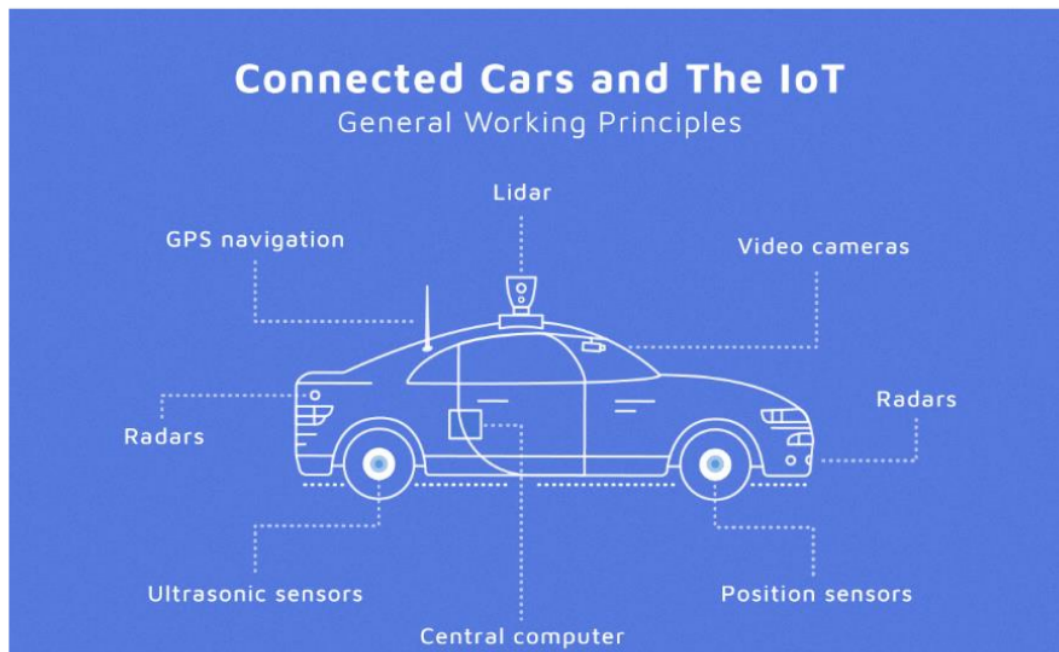 Connected Cars and The IoT
General Working Principles
Lidar
GPS navigation
Video cameras
Radars
Radars
Ultrasonic sensors
Position sensors
Central computer